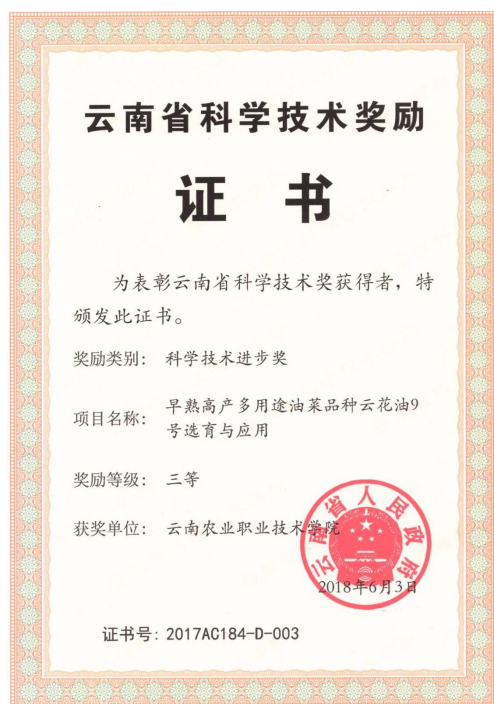 云南省科学技术奖励
证 书
为表彰云南省科学技术奖获得者，特
颁发此证书。
奖励类别： 科学技术进步奖
项目名称： 早熟高产多用途油菜品种云花油9
号选育与应用
奖励等级： 三等
获奖单位： 云南农业职业技术学院
云南省人民政府
2018年6月3日
证书号：2017AC184-D-003